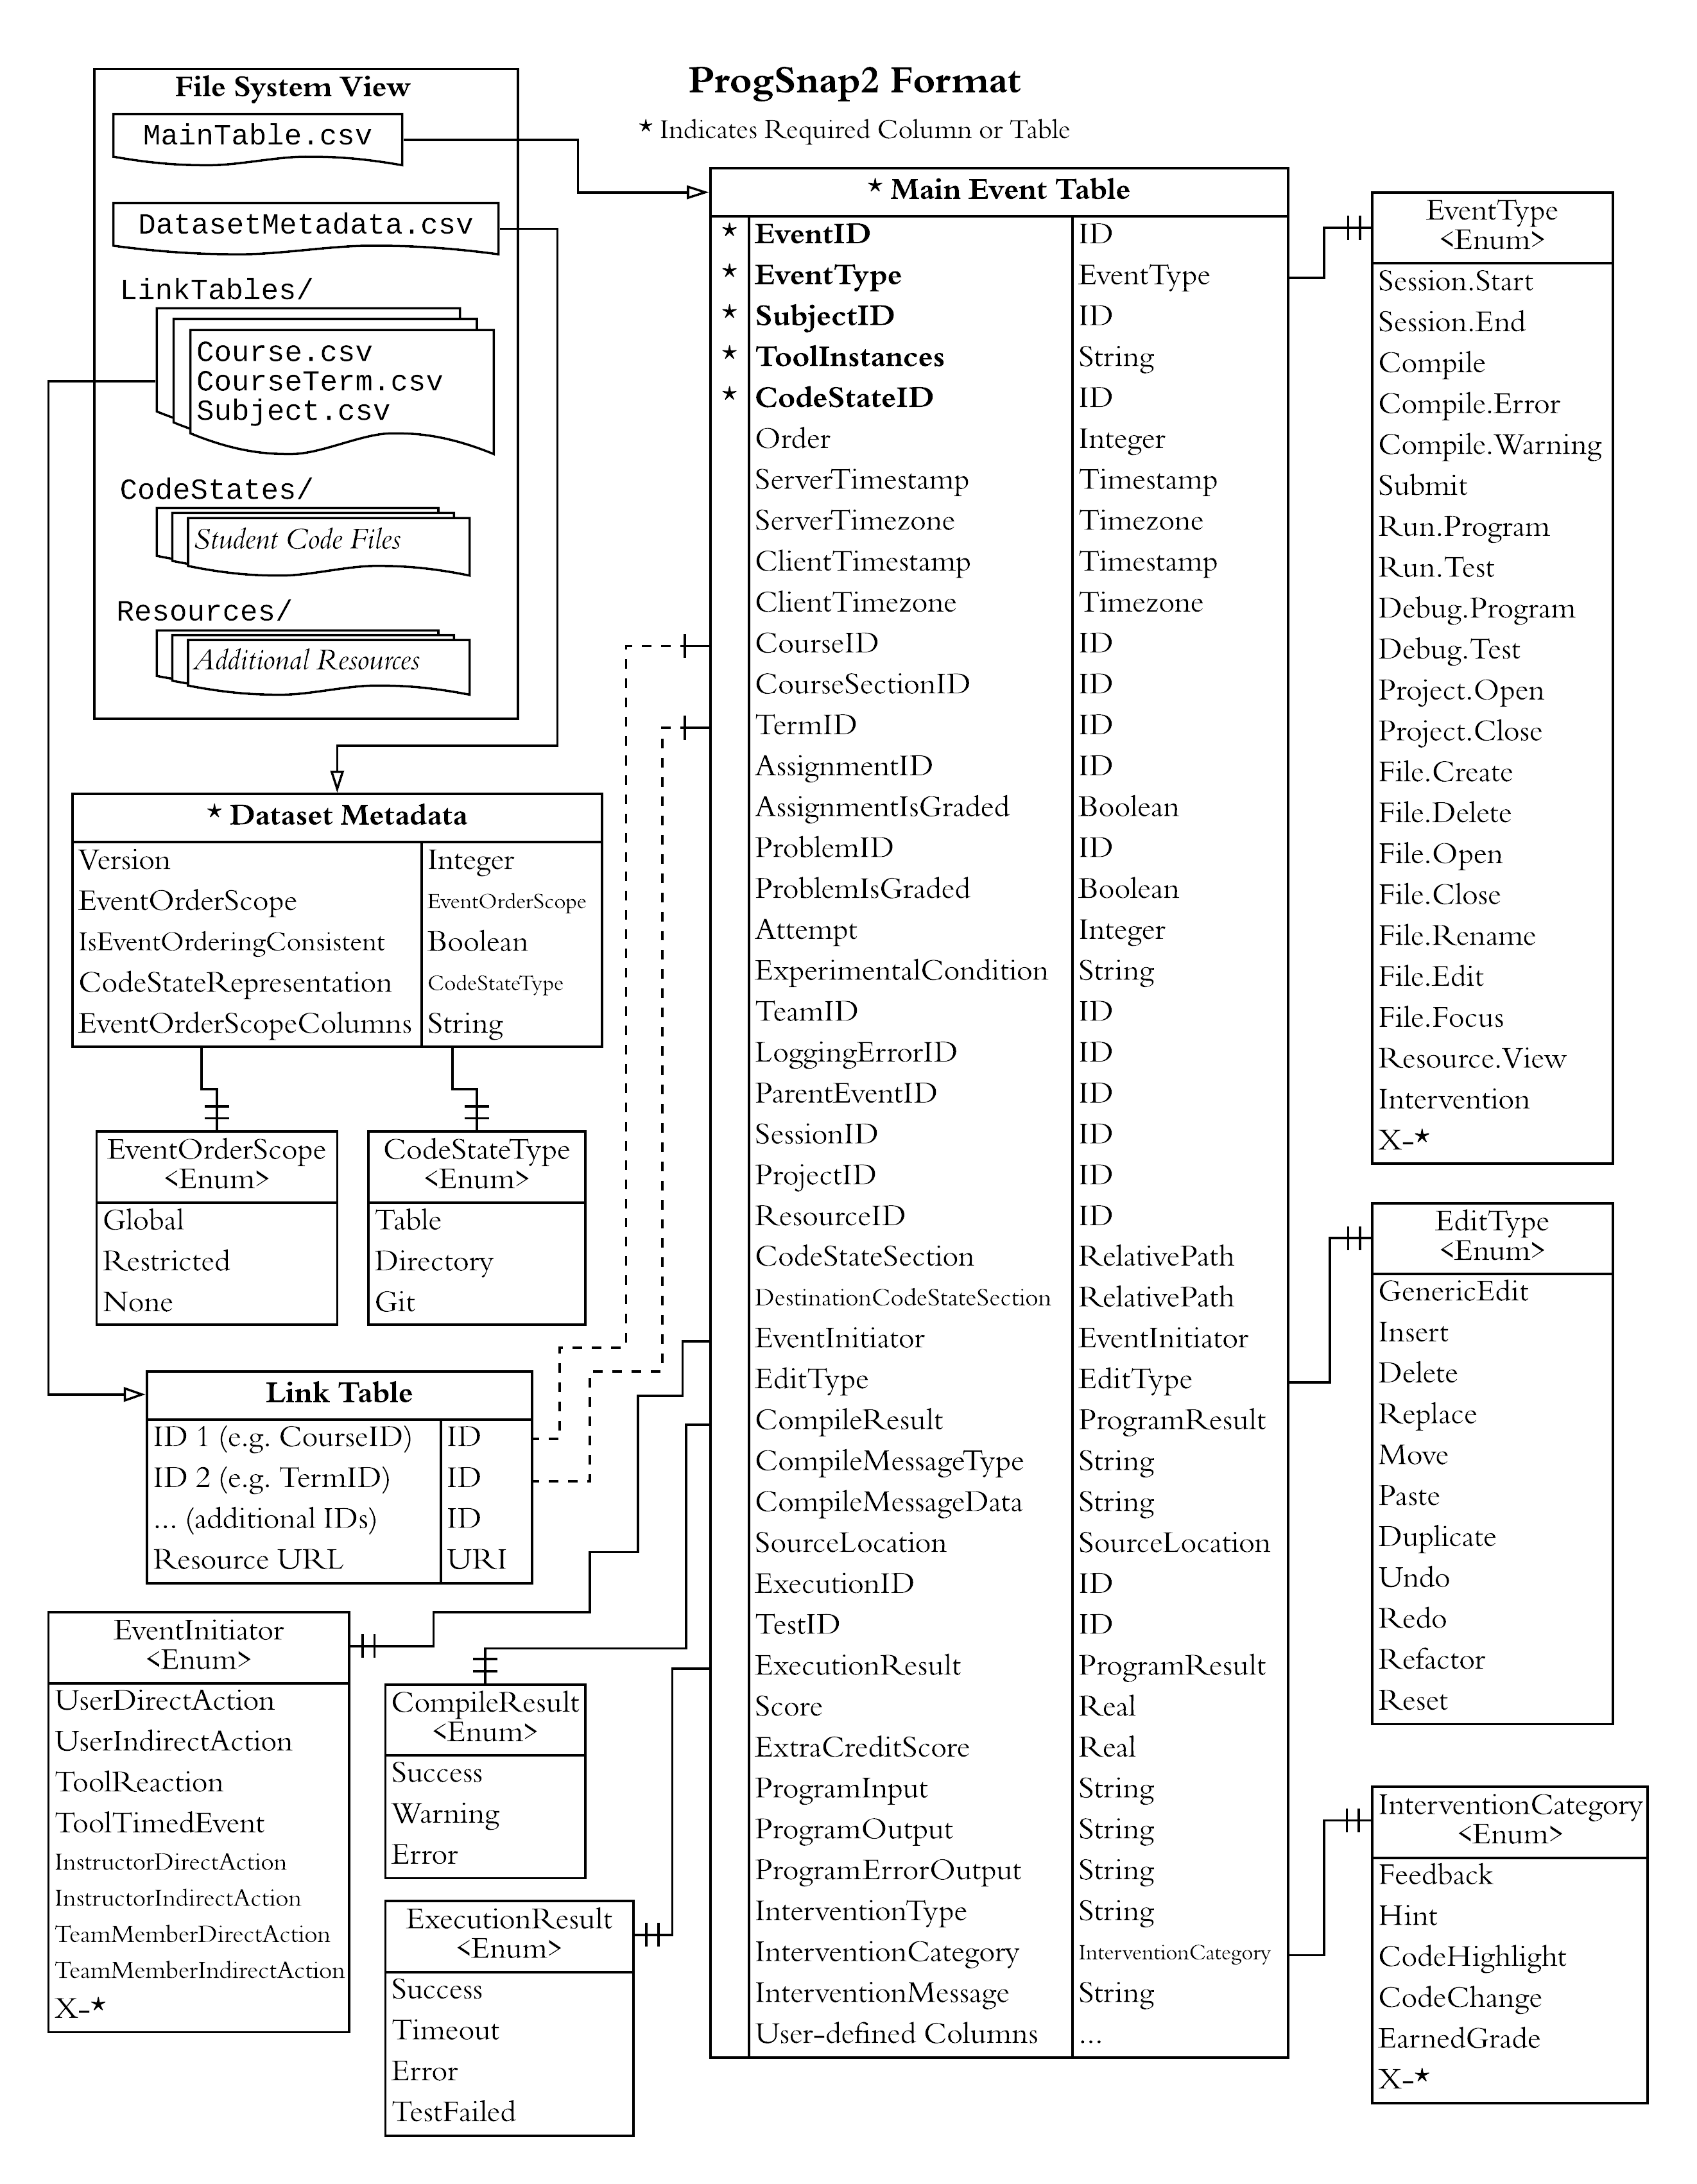 ProgSnap2 Format
* Indicates Required Column or Table
File System View
MainTable.csv
DatasetMetadata.csv
LinkTables/
Course.csv
CourseTerm.csv
Subject.csv
CodeStates/
Student Code Files
Resources/
Additional Resources
* Dataset Metadata
Version Integer
EventOrderScope EventOrderScope
IsEventOrderingConsistent Boolean
CodeStateRepresentation CodeStateType
EventOrderScopeColumns String
EventOrderScope
<Enum>
Global
Restricted
None
CodeStateType
<Enum>
Table
Directory
Git
Link Table
ID 1 (e.g. CourseID) ID
ID 2 (e.g. TermID) ID
... (additional IDs) ID
Resource URL URI
EventInitiator
<Enum>
UserDirectAction
UserIndirectAction
ToolReaction
ToolTimedEvent
InstructorDirectAction
InstructorIndirectAction
TeamMemberDirectAction
TeamMemberIndirectAction
X-*
CompileResult
<Enum>
Success
Warning
Error
ExecutionResult
<Enum>
Success
Timeout
Error
TestFailed
* Main Event Table
* EventID ID
* EventType EventType
* SubjectID ID
* ToolInstances String
* CodeStateID ID
Order Integer
ServerTimestamp Timestamp
ServerTimezone Timezone
ClientTimestamp Timestamp
ClientTimezone Timezone
CourseID ID
CourseSectionID ID
TermID ID
AssignmentID ID
AssignmentIsGraded Boolean
ProblemID ID
ProblemIsGraded Boolean
Attempt Integer
ExperimentalCondition String
TeamID ID
LoggingErrorID ID
ParentEventID ID
SessionID ID
ProjectID ID
ResourceID ID
CodeStateSection RelativePath
DestinationCodeStateSection RelativePath
EventInitiator EventInitiator
EditType EditType
CompileResult ProgramResult
CompileMessageType String
CompileMessageData String
SourceLocation SourceLocation
ExecutionID ID
TestID ID
ExecutionResult ProgramResult
Score Real
ExtraCreditScore Real
ProgramInput String
ProgramOutput String
ProgramErrorOutput String
InterventionType String
InterventionCategory InterventionCategory
InterventionMessage String
User-defined Columns ...
EventType
<Enum>
Session.Start
Session.End
Compile
Compile.Error
Compile.Warning
Submit
Run.Program
Run.Test
Debug.Program
Debug.Test
Project.Open
Project.Close
File.Create
File.Delete
File.Open
File.Close
File.Rename
File.Edit
File.Focus
Resource.View
Intervention
X-*
EditType
<Enum>
GenericEdit
Insert
Delete
Replace
Move
Paste
Duplicate
Undo
Redo
Refactor
Reset
InterventionCategory
<Enum>
Feedback
Hint
CodeHighlight
CodeChange
EarnedGrade
X-*